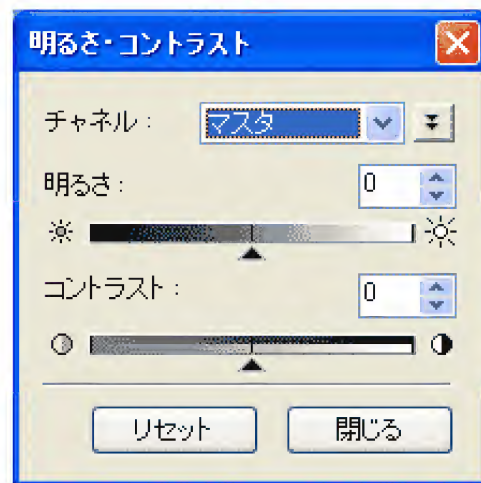 明るさ・コントラスト
チャネル： マスタ
明るさ： 0
コントラスト： 0
リセット 閉じる